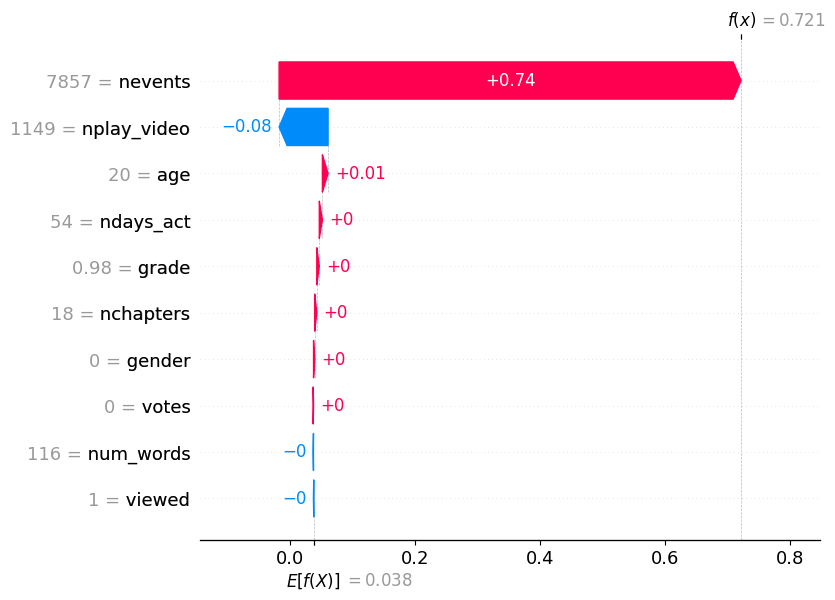 f(x) = 0.721
7857 = nevents
+0.74
1149 = nplay_video
−0.08
20 = age
+0.01
54 = ndays_act
+0
0.98 = grade
+0
18 = nchapters
+0
0 = gender
+0
0 = votes
+0
116 = num_words
−0
1 = viewed
−0
0.0 0.2 0.4 0.6 0.8
E[f(X)] = 0.038